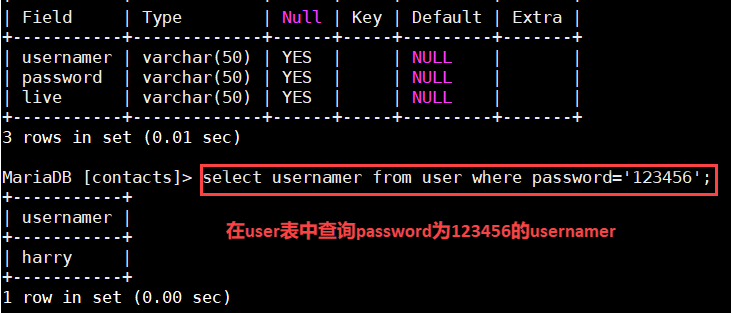 | Field     | Type        | Null | Key | Default | Extra |
+-----------+-------------+------+-----+---------+-------+
| usernamer | varchar(50) | YES  |     | NULL    |       |
| password  | varchar(50) | YES  |     | NULL    |       |
| live      | varchar(50) | YES  |     | NULL    |       |
+-----------+-------------+------+-----+---------+-------+
3 rows in set (0.01 sec)
MariaDB [contacts]> select usernamer from user where password='123456';
+-----------+
| usernamer |
+-----------+
在user表中查询password为123456的usernamer
| harry     |
+-----------+
1 row in set (0.00 sec)